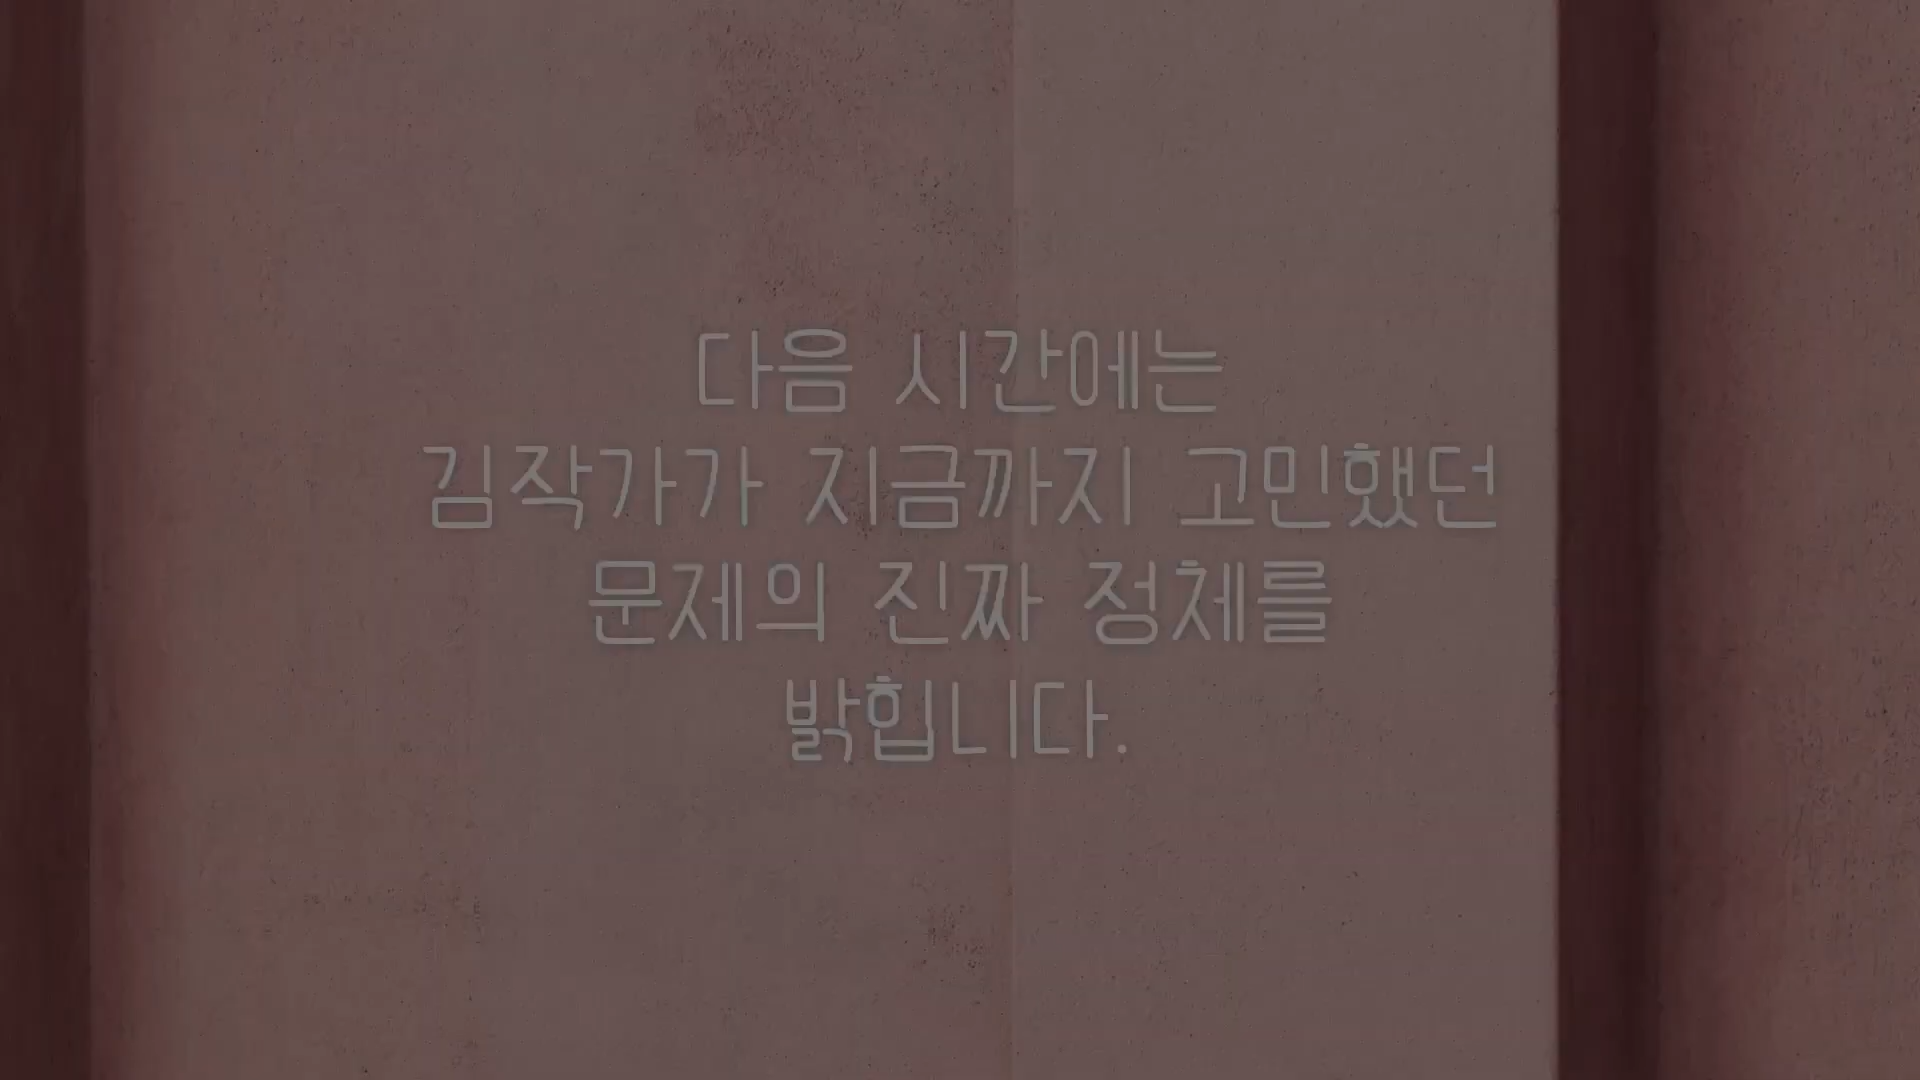 다음 시간에는
김작가가 지금까지 고민했던
문제의 진짜 정체를
밝힙니다.